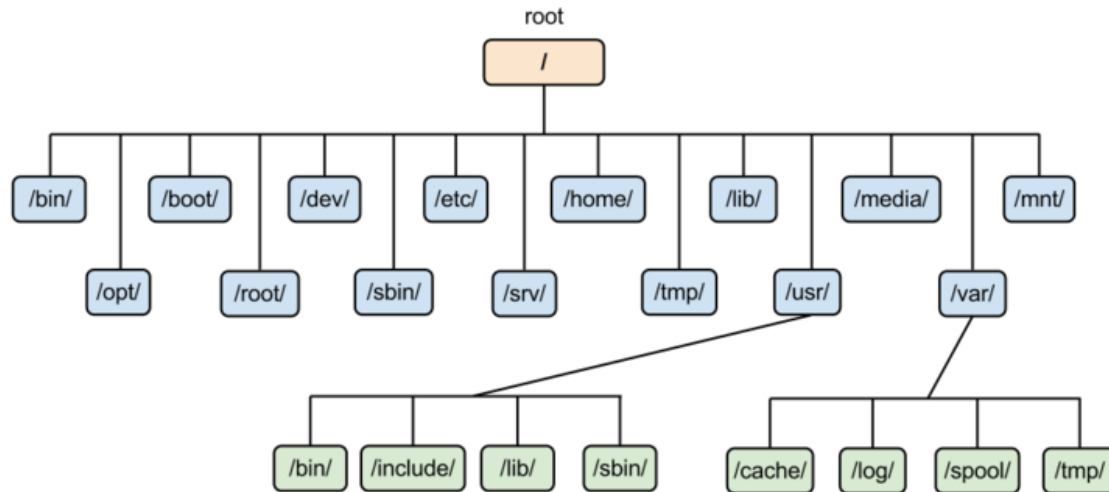 root
/
/bin/ /boot/ /dev/ /etc/ /home/ /lib/ /media/ /mnt/
/opt/ /root/ /sbin/ /srv/ /tmp/ /usr/ /var/
/bin/ /include/ /lib/ /sbin/ /cache/ /log/ /spool/ /tmp/